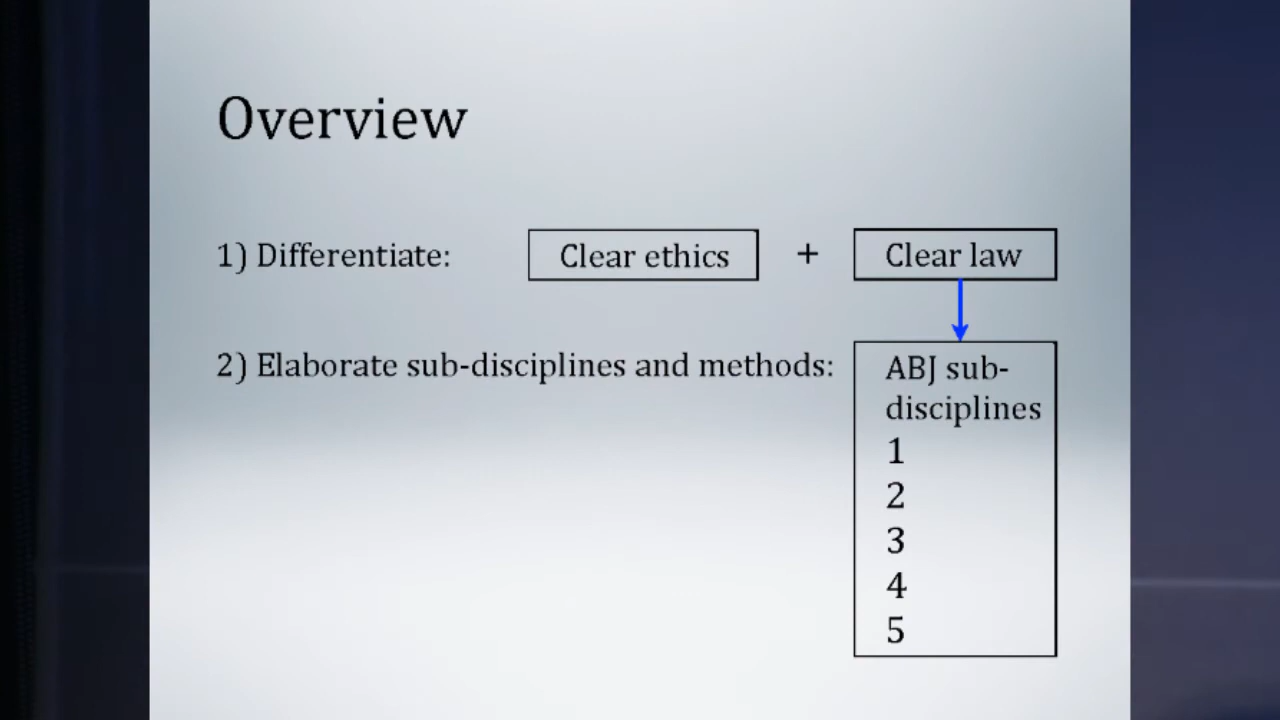 Overview
1) Differentiate: Clear ethics + Clear law
2) Elaborate sub-disciplines and methods:
ABJ sub-
disciplines
1
2
3
4
5